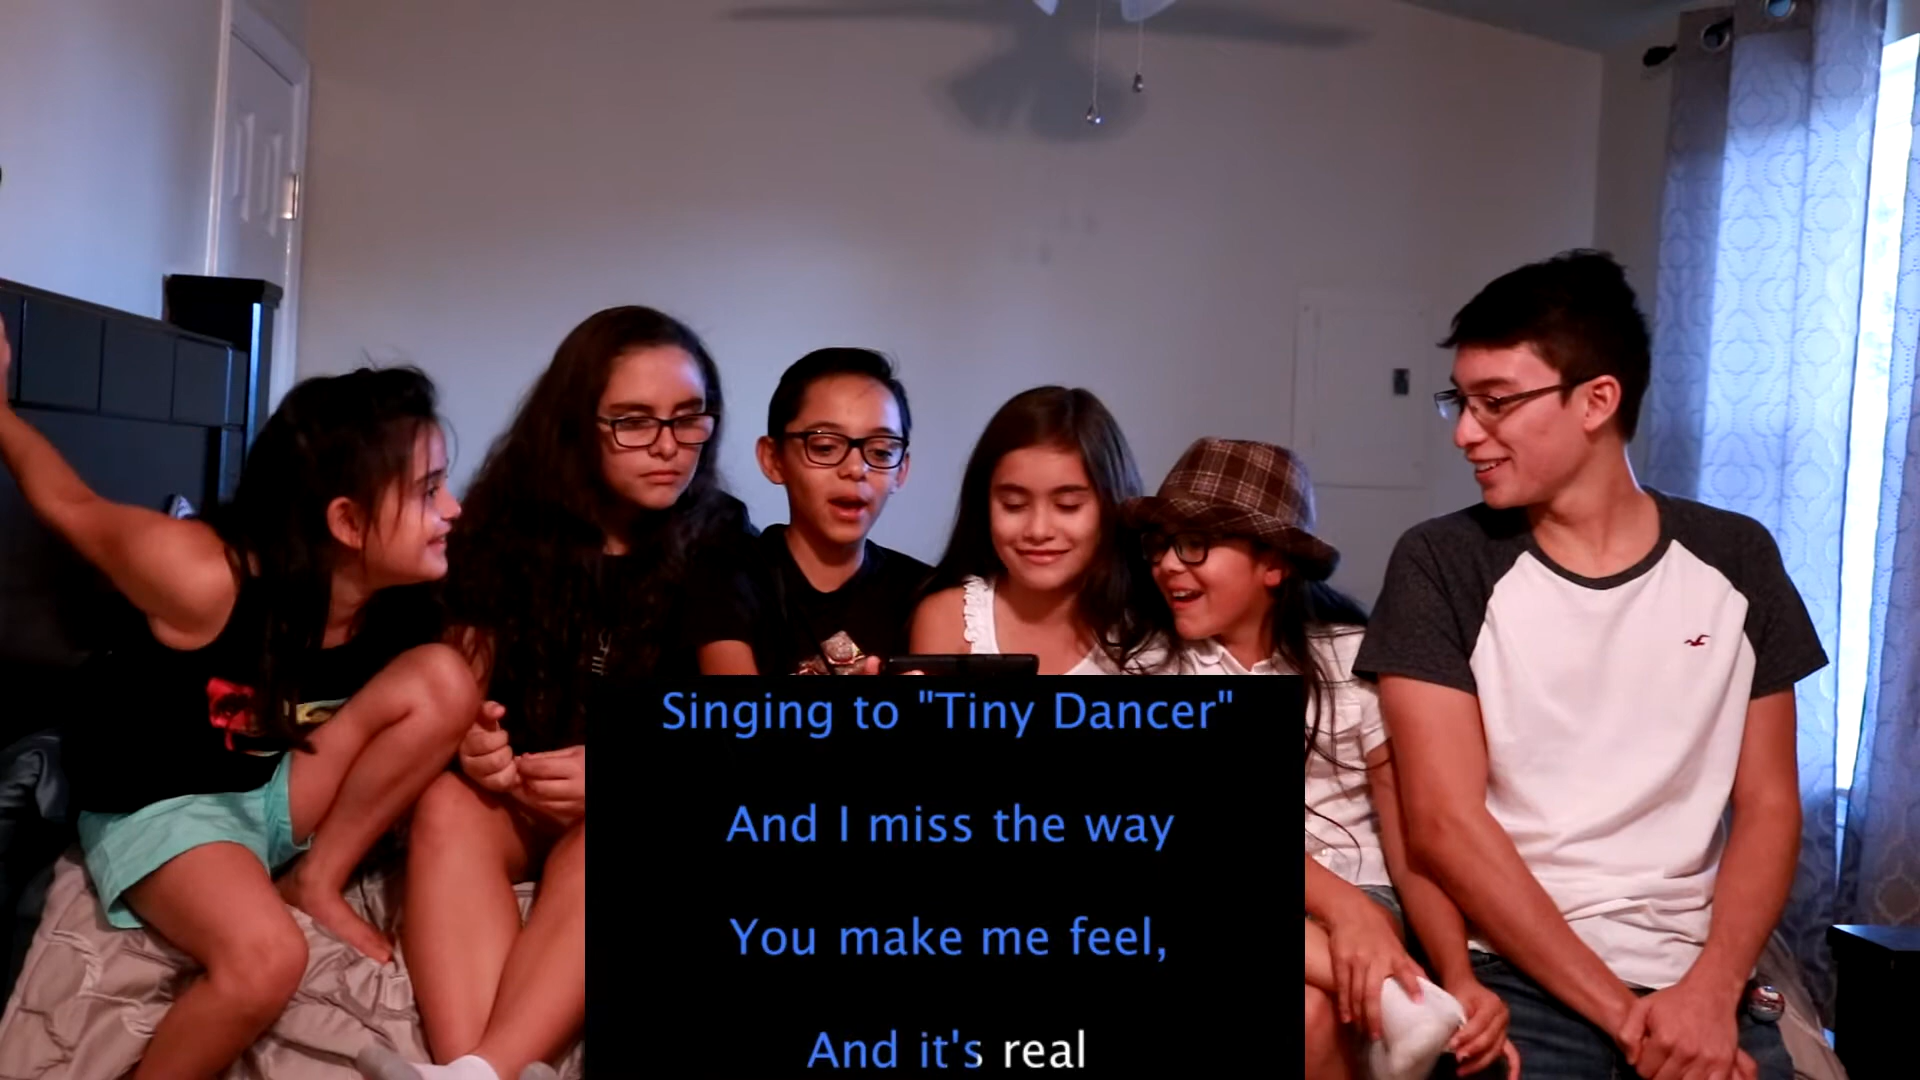 Singing to "Tiny Dancer"
And I miss the way
You make me feel,
And it's real